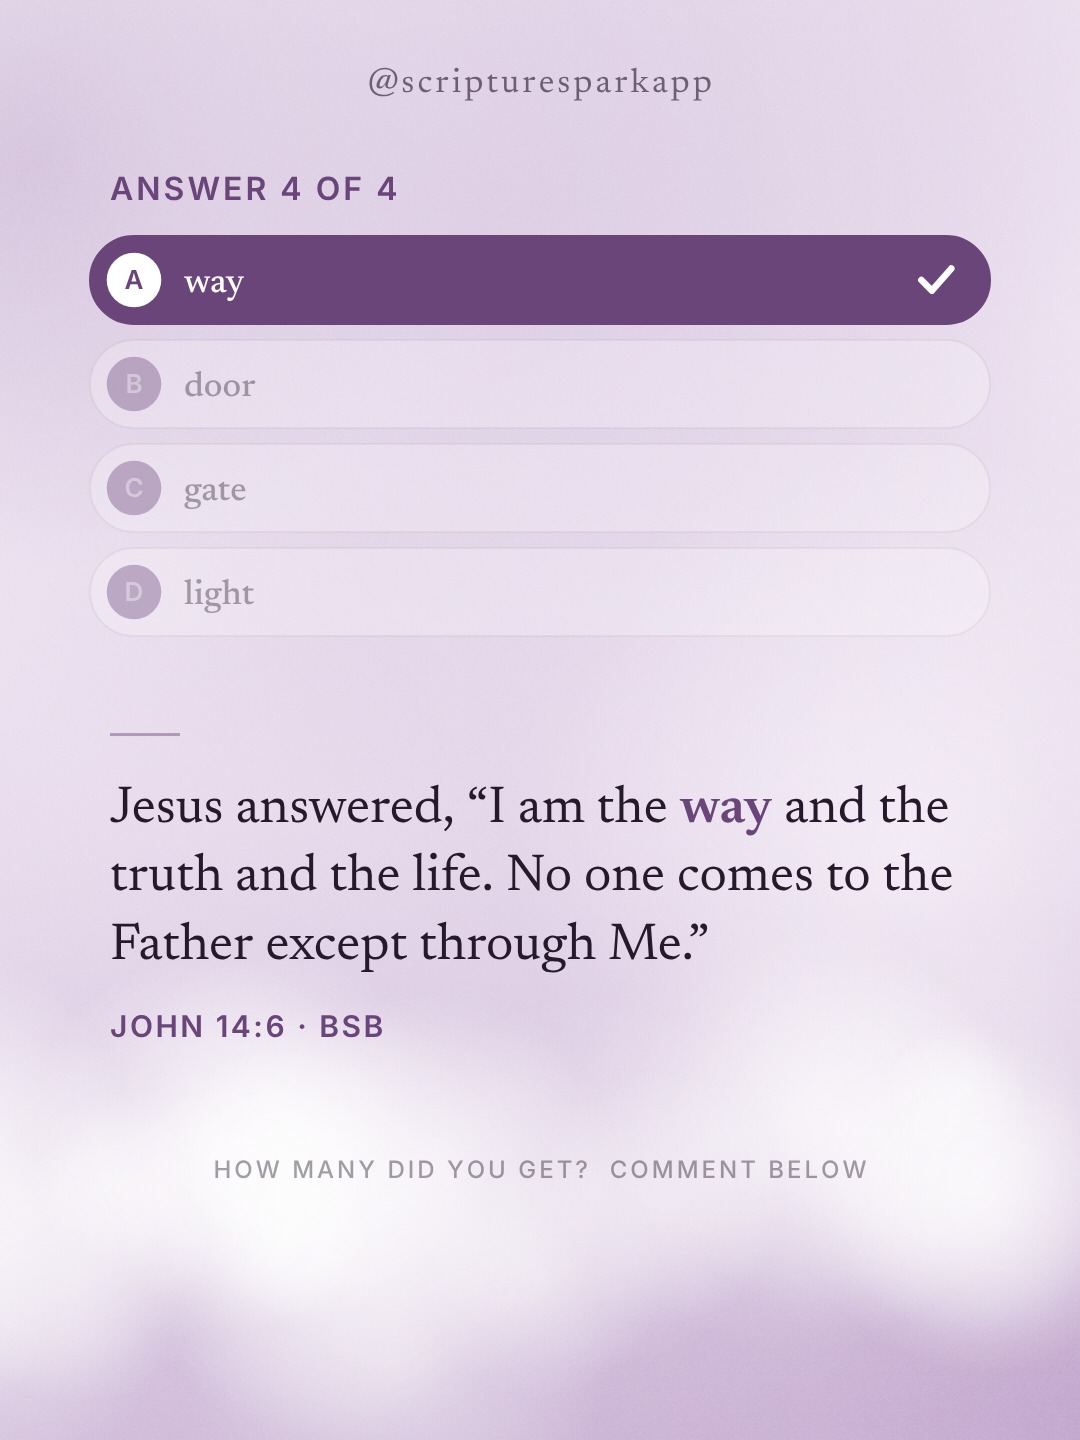 @scripturesparkapp
ANSWER 4 OF 4
A way
B door
C gate
D light
Jesus answered, “I am the way and the
truth and the life. No one comes to the
Father except through Me.”
JOHN 14:6 · BSB
HOW MANY DID YOU GET? COMMENT BELOW